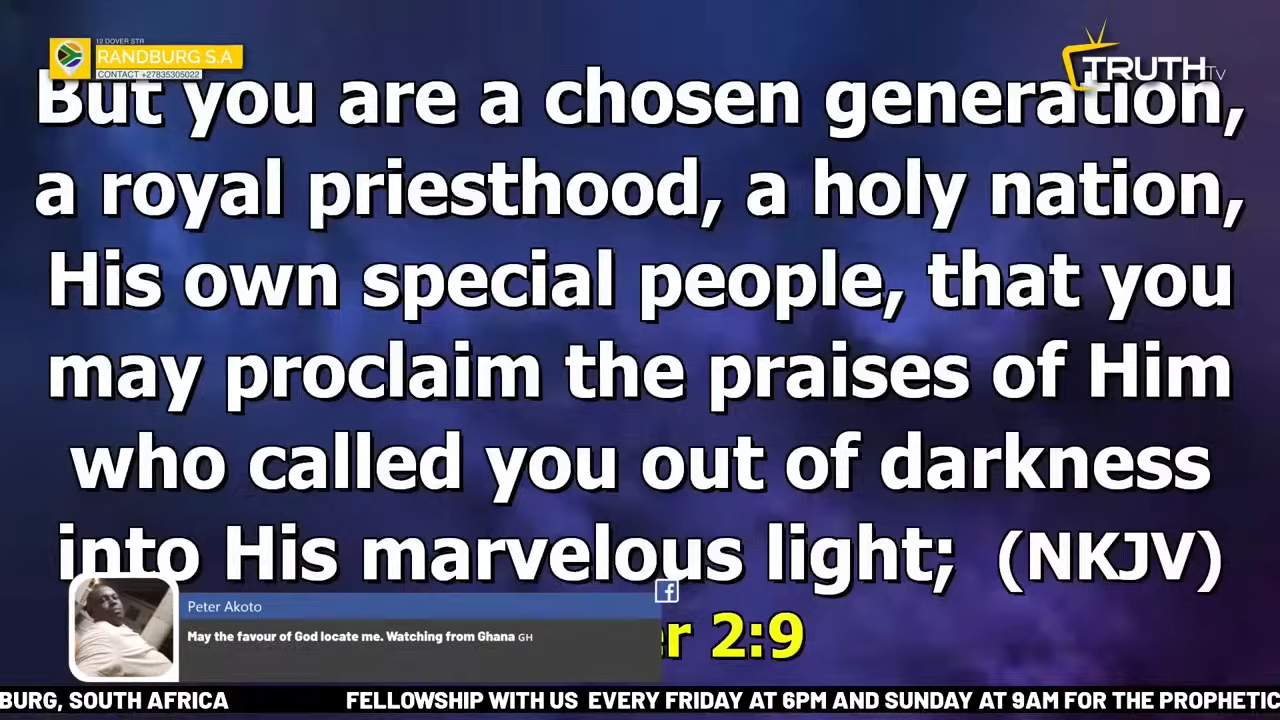 12 DOVER STR
RANDBURG S.A
CONTACT +27835305022
TRUTH TV
But you are a chosen generation,
a royal priesthood, a holy nation,
His own special people, that you
may proclaim the praises of Him
who called you out of darkness
into His marvelous light; (NKJV)
2:9
Peter Akoto
May the favour of God locate me. Watching from Ghana GH
BURG, SOUTH AFRICA FELLOWSHIP WITH US EVERY FRIDAY AT 6PM AND SUNDAY AT 9AM FOR THE PROPHETIC